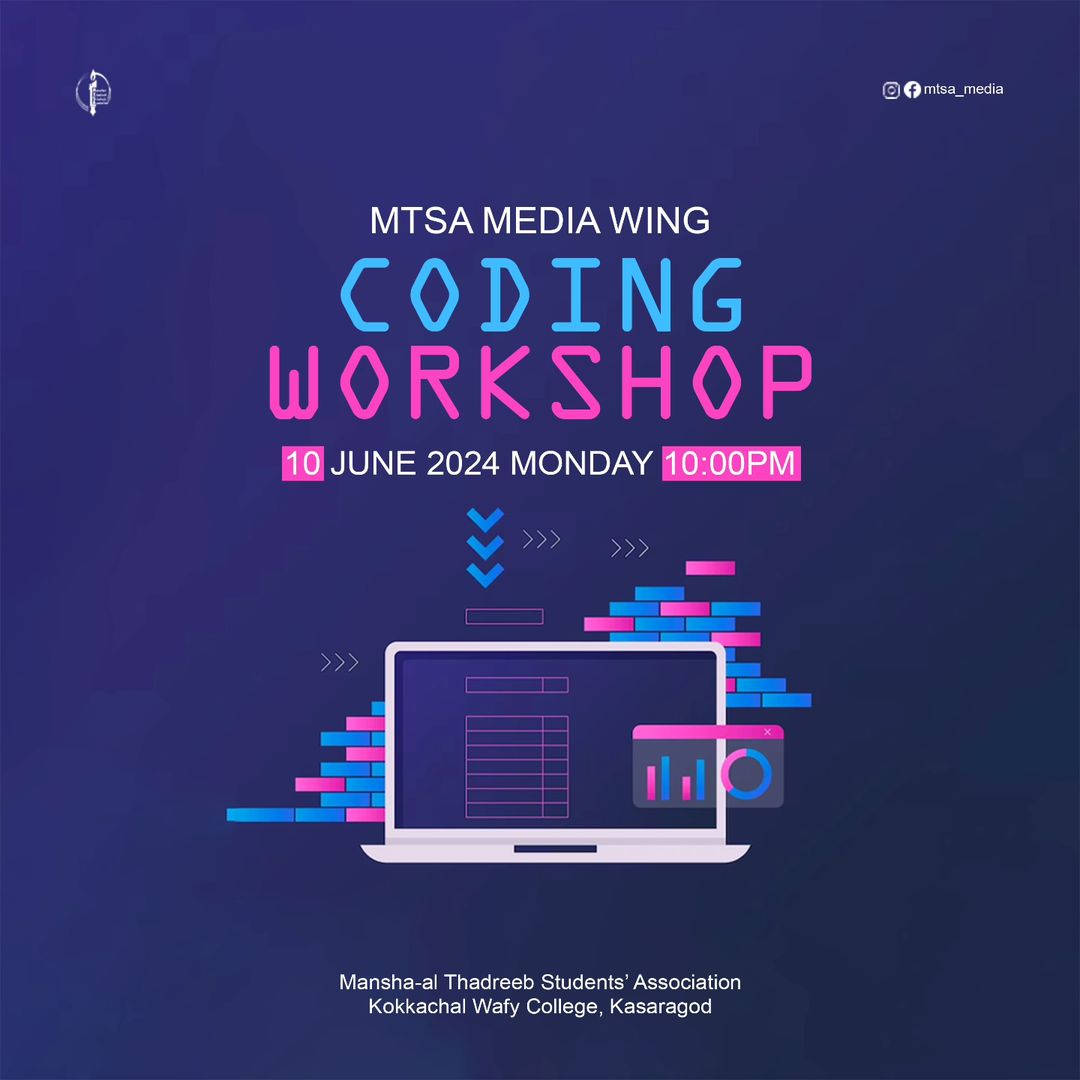 mtsa_media
MTSA MEDIA WING
CODING
WORKSHOP
10 JUNE 2024 MONDAY 10:00PM
Mansha-al Thadreeb Students’ Association
Kokkachal Wafy College, Kasaragod